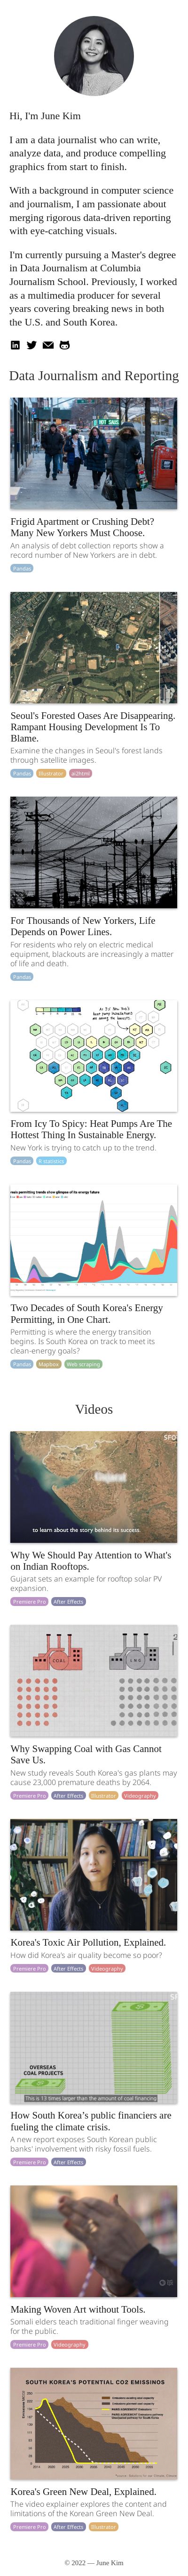 Hi, I'm June Kim
I am a data journalist who can write,
analyze data, and produce compelling
graphics from start to finish.
With a background in computer science
and journalism, I am passionate about
merging rigorous data-driven reporting
with eye-catching visuals.
I'm currently pursuing a Master's degree
in Data Journalism at Columbia
Journalism School. Previously, I worked
as a multimedia producer for several
years covering breaking news in both
the U.S. and South Korea.
Data Journalism and Reporting
Frigid Apartment or Crushing Debt?
Many New Yorkers Must Choose.
An analysis of debt collection reports show a
record number of New Yorkers are in debt.
Pandas
Seoul's Forested Oases Are Disappearing.
Rampant Housing Development Is To
Blame.
Examine the changes in Seoul's forest lands
through satellite images.
Pandas Illustrator ai2html
For Thousands of New Yorkers, Life
Depends on Power Lines.
For residents who rely on electric medical
equipment, blackouts are increasingly a matter
of life and death.
Pandas
From Icy To Spicy: Heat Pumps Are The
Hottest Thing In Sustainable Energy.
New York is trying to catch up to the trend.
Pandas R statistics
Two Decades of South Korea's Energy
Permitting, in One Chart.
Permitting is where the energy transition
begins. Is South Korea on track to meet its
clean-energy goals?
Pandas Mapbox Web scraping
Videos
SFO
Gujarat
to learn about the story behind its success.
Why We Should Pay Attention to What's
on Indian Rooftops.
Gujarat sets an example for rooftop solar PV
expansion.
Premiere Pro After Effects
COAL LNG
Why Swapping Coal with Gas Cannot
Save Us.
New study reveals South Korea's gas plants may
cause 23,000 premature deaths by 2064.
Premiere Pro After Effects Illustrator Videography
Korea's Toxic Air Pollution, Explained.
How did Korea's air quality become so poor?
Premiere Pro After Effects Videography
OVERSEAS
COAL PROJECTS
This is 13 times larger than the amount of coal financing
How South Korea's public financiers are
fueling the climate crisis.
A new report exposes South Korean public
banks' involvement with risky fossil fuels.
Premiere Pro After Effects
Making Woven Art without Tools.
Somali elders teach traditional finger weaving
for the public.
Premiere Pro Videography
SOUTH KOREA'S POTENTIAL CO2 EMISSINOS
Korea's Green New Deal, Explained.
The video explainer explores the content and
limitations of the Korean Green New Deal.
Premiere Pro After Effects Illustrator
© 2022 — June Kim